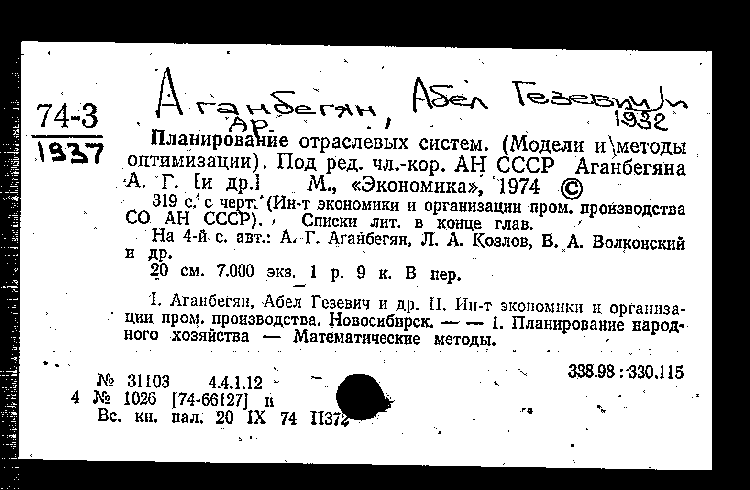 Аганбегян, Абел Гезевич
др.
1932
74-3
1937
Планирование отраслевых систем. (Модели и методы
оптимизации). Под ред. чл.-кор. АН СССР Аганбегяна
А. Г. [и др.] М., «Экономика», 1974 ©
319 с. с черт. (Ин-т экономики и организации пром. производства
СО АН СССР). Списки лит. в конце глав.
На 4-й с. авт.: А. Г. Аганбегян, Л. А. Козлов, В. А. Волконский
и др.
20 см. 7.000 экз. 1 р. 9 к. В пер.
I. Аганбегян, Абел Гезевич и др. II. Ин-т экономики и организа-
ции пром. производства. Новосибирск. — — 1. Планирование народ-
ного хозяйства — Математические методы.
338.98 : 330.115
№ 31103 4.4.1.12
4 № 1026 [74-66127] п
Вс. кн. пал. 20 IX 74 П372